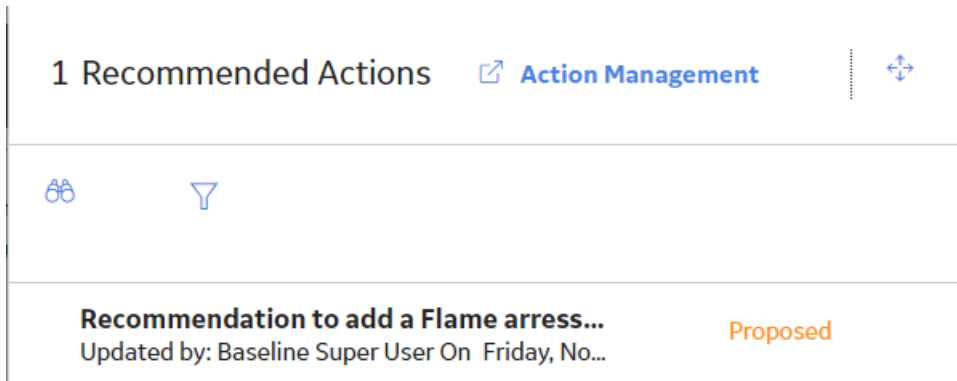 1 Recommended Actions Action Management
Recommendation to add a Flame arress...
Proposed
Updated by: Baseline Super User On Friday, No...